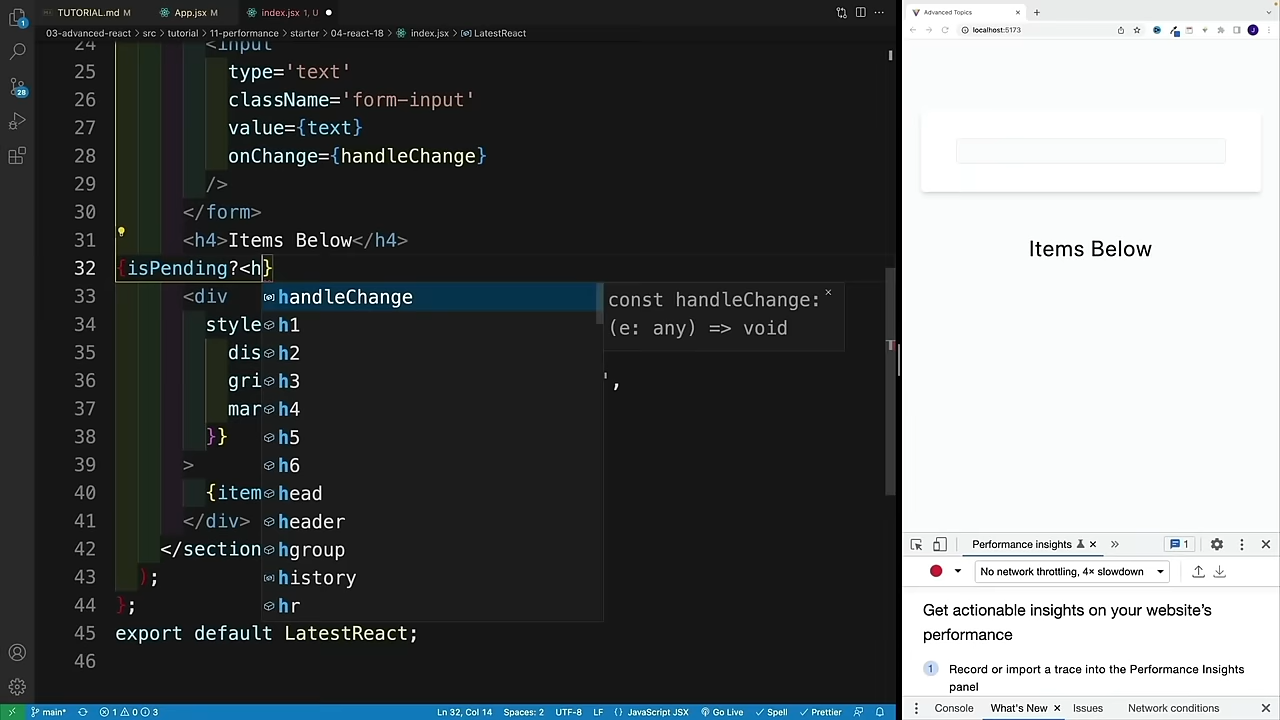 TUTORIAL.md M
App.jsx M
index.jsx 1, U
03-advanced-react > src > tutorial > 11-performance > starter > 04-react-18 > index.jsx > LatestReact
24 <input
25 type='text'
26 className='form-input'
27 value={text}
28 onChange={handleChange}
29 />
30 </form>
31 <h4>Items Below</h4>
32 {isPending?<h}
33 <div
34 style
35 dis
36 gri ',
37 mar
38 }}
39 >
40 {item
41 </div>
42 </section
43 );
44 };
45 export default LatestReact;
46
handleChange
h1
h2
h3
h4
h5
h6
head
header
hgroup
history
hr
const handleChange:
(e: any) => void
1
28
main*
1 0 3
Ln 32, Col 14
Spaces: 2
UTF-8
LF
{ } JavaScript JSX
Go Live
Spell
Prettier
Advanced Topics
localhost:5173
J
Items Below
Performance insights
1
No network throttling, 4× slowdown
Get actionable insights on your website's
performance
1 Record or import a trace into the Performance Insights
panel
Console
What's New
Issues
Network conditions